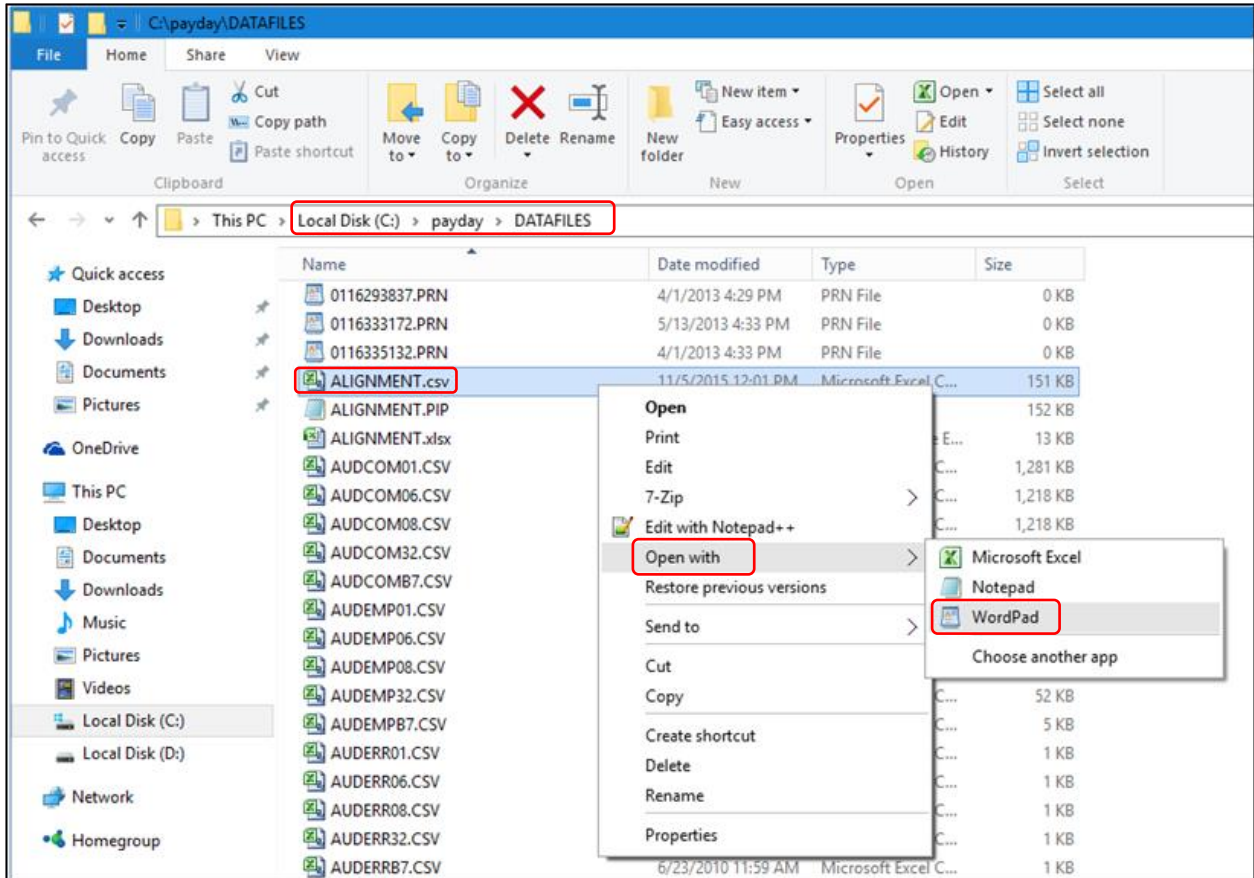 C:\payday\DATAFILES
File Home Share View
Pin to Quick access
Copy
Paste
Cut
Copy path
Paste shortcut
Clipboard
Move to
Copy to
Delete
Rename
Organize
New folder
New item
Easy access
New
Properties
Open
Edit
History
Open
Select all
Select none
Invert selection
Select
This PC > Local Disk (C:) > payday > DATAFILES
Quick access
Desktop
Downloads
Documents
Pictures
OneDrive
This PC
Desktop
Documents
Downloads
Music
Pictures
Videos
Local Disk (C:)
Local Disk (D:)
Network
Homegroup
Name Date modified Type Size
0116293837.PRN 4/1/2013 4:29 PM PRN File 0 KB
0116333172.PRN 5/13/2013 4:33 PM PRN File 0 KB
0116335132.PRN 4/1/2013 4:33 PM PRN File 0 KB
ALIGNMENT.csv 11/5/2015 12:01 PM Microsoft Excel C... 151 KB
ALIGNMENT.PIP 152 KB
ALIGNMENT.xlsx E... 13 KB
AUDCOM01.CSV C... 1,281 KB
AUDCOM06.CSV C... 1,218 KB
AUDCOM08.CSV C... 1,218 KB
AUDCOM32.CSV
AUDCOMB7.CSV
AUDEMP01.CSV
AUDEMP06.CSV
AUDEMP08.CSV
AUDEMP32.CSV C... 52 KB
AUDEMPB7.CSV C... 5 KB
AUDERR01.CSV C... 1 KB
AUDERR06.CSV C... 1 KB
AUDERR08.CSV C... 1 KB
AUDERR32.CSV C... 1 KB
AUDERRB7.CSV 6/23/2010 11:59 AM Microsoft Excel C... 1 KB
Open
Print
Edit
7-Zip
Edit with Notepad++
Open with
Restore previous versions
Send to
Cut
Copy
Create shortcut
Delete
Rename
Properties
Microsoft Excel
Notepad
WordPad
Choose another app